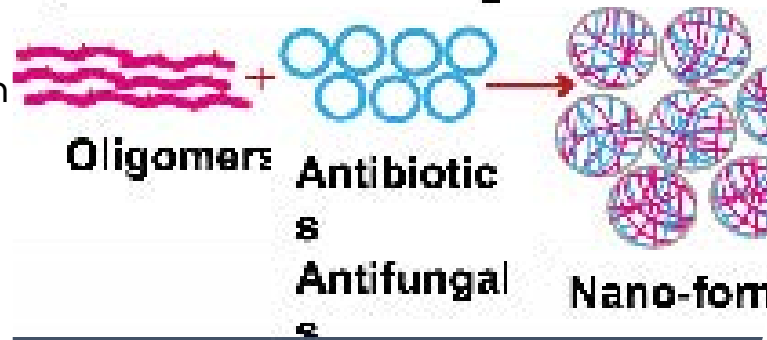 n
+
Oligomers
Antibiotic
s
Antifungal
s
Nano-form